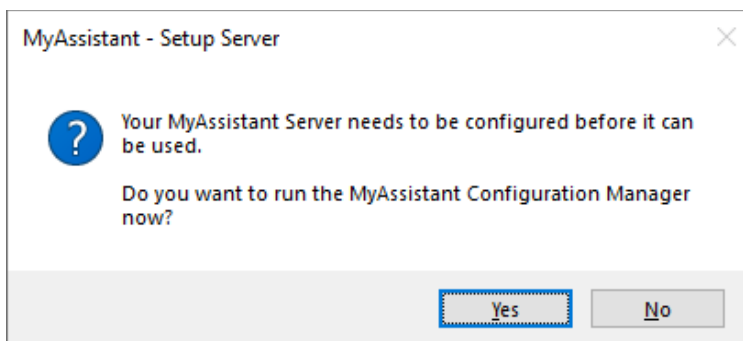 MyAssistant - Setup Server
Your MyAssistant Server needs to be configured before it can
be used.
Do you want to run the MyAssistant Configuration Manager
now?
Yes
No